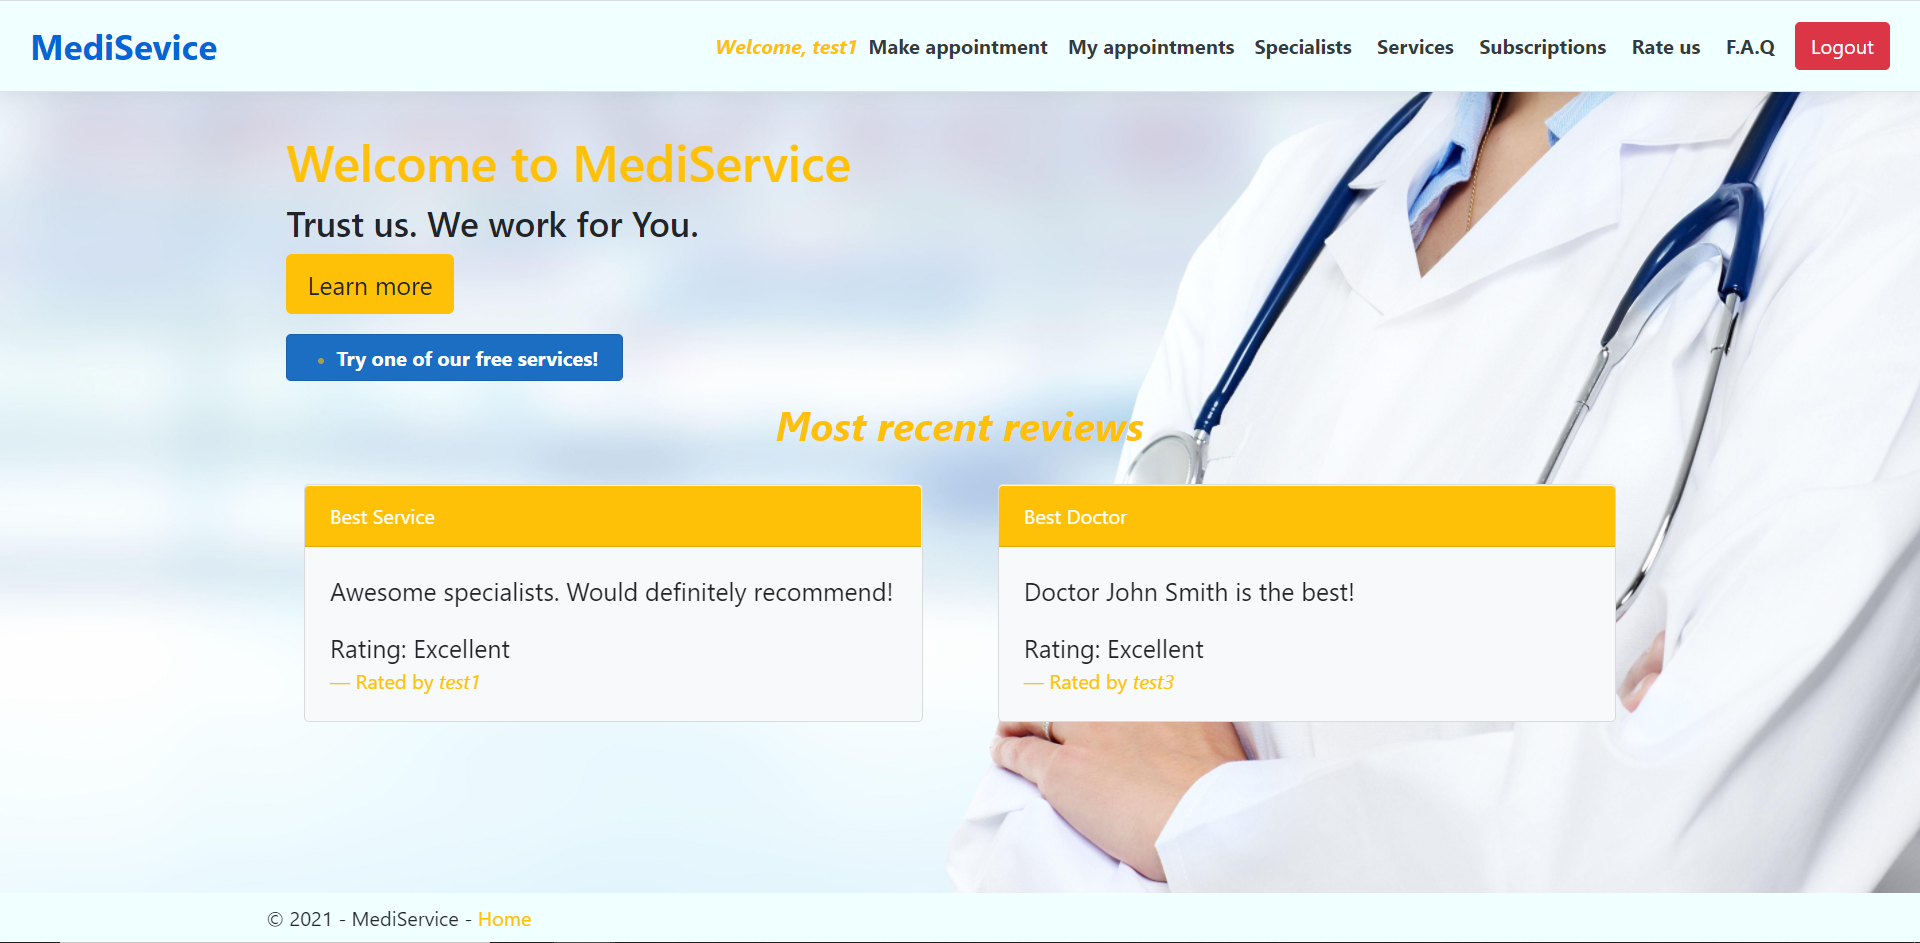 MediSevice
Welcome, test1 Make appointment My appointments Specialists Services Subscriptions Rate us F.A.Q Logout
Welcome to MediService
Trust us. We work for You.
Learn more
• Try one of our free services!
Most recent reviews
Best Service
Awesome specialists. Would definitely recommend!
Rating: Excellent
— Rated by test1
Best Doctor
Doctor John Smith is the best!
Rating: Excellent
— Rated by test3
© 2021 - MediService - Home